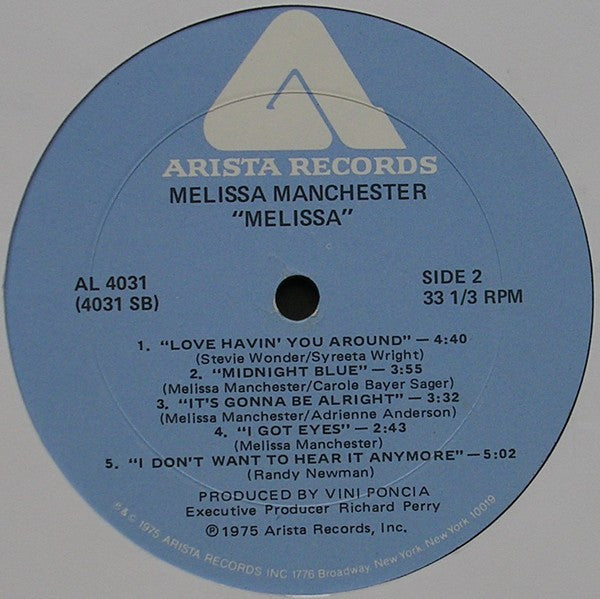 ARISTA RECORDS
MELISSA MANCHESTER
"MELISSA"
AL 4031
(4031 SB)
SIDE 2
33 1/3 RPM
1. "LOVE HAVIN' YOU AROUND" — 4:40
(Stevie Wonder/Syreeta Wright)
2. "MIDNIGHT BLUE" — 3:55
(Melissa Manchester/Carole Bayer Sager)
3. "IT'S GONNA BE ALRIGHT" — 3:32
(Melissa Manchester/Adrienne Anderson)
4. "I GOT EYES" — 2:43
(Melissa Manchester)
5. "I DON'T WANT TO HEAR IT ANYMORE" — 5:02
(Randy Newman)
PRODUCED BY VINI PONCIA
Executive Producer Richard Perry
℗1975 Arista Records, Inc.
P & C 1975 ARISTA RECORDS INC 1776 Broadway, New York, New York 10019